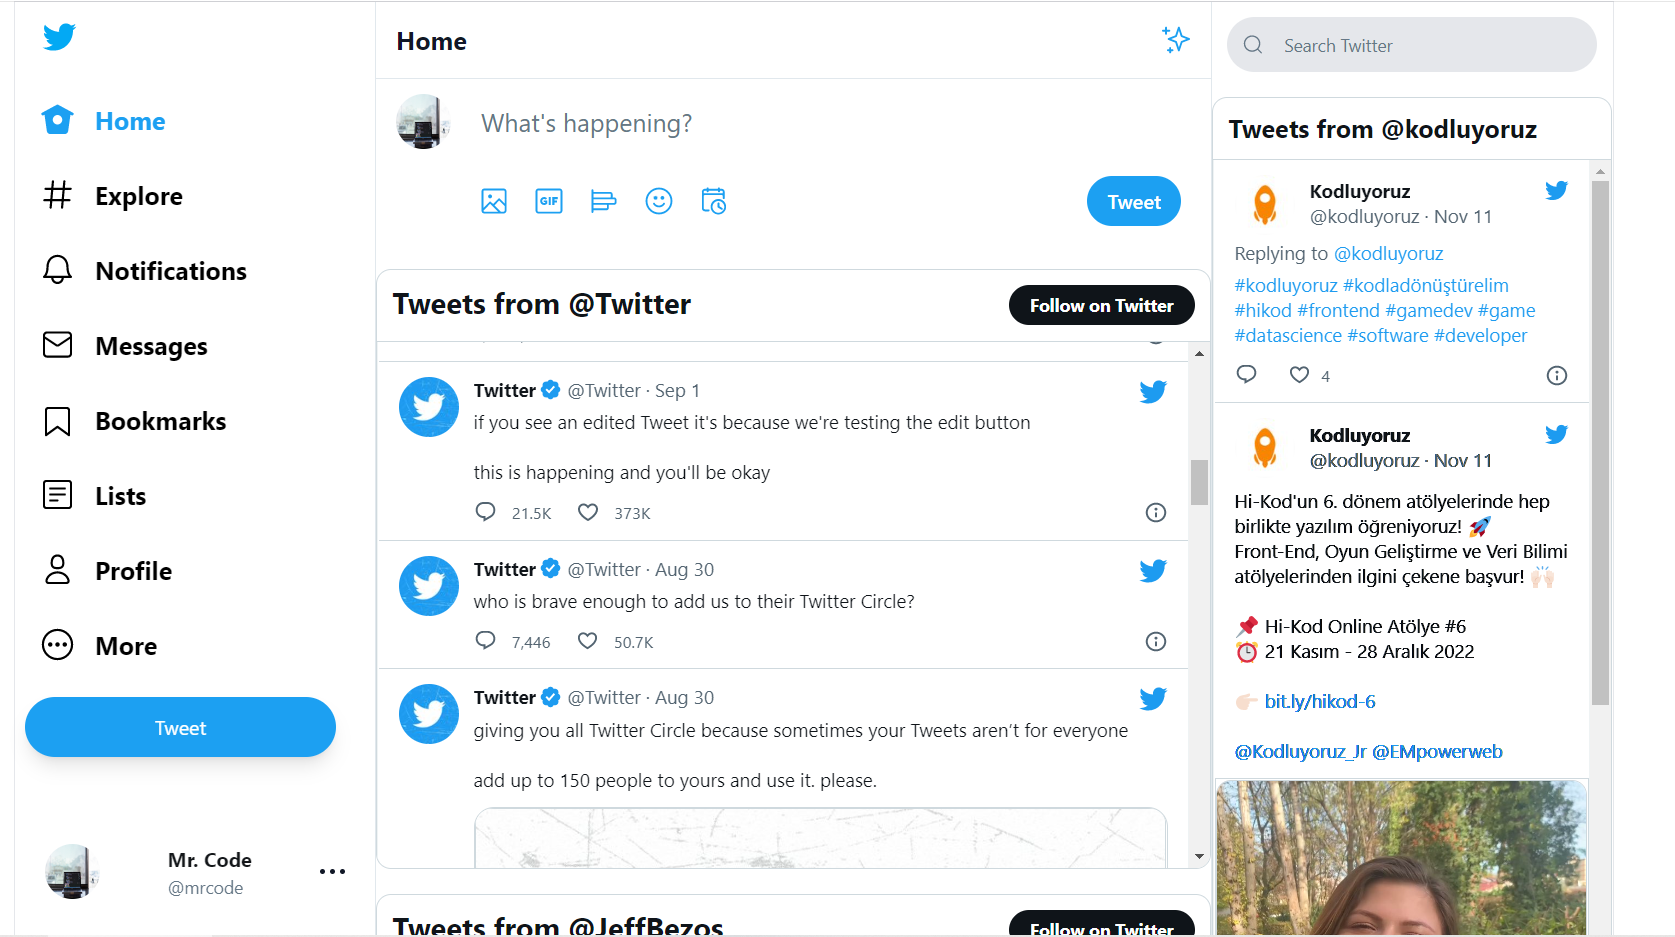 Home
Explore
Notifications
Messages
Bookmarks
Lists
Profile
More
Tweet
Mr. Code
@mrcode
Home
What's happening?
GIF
Tweet
Tweets from @Twitter
Follow on Twitter
Twitter @Twitter · Sep 1
if you see an edited Tweet it's because we're testing the edit button
this is happening and you'll be okay
21.5K 373K
Twitter @Twitter · Aug 30
who is brave enough to add us to their Twitter Circle?
7,446 50.7K
Twitter @Twitter · Aug 30
giving you all Twitter Circle because sometimes your Tweets aren’t for everyone
add up to 150 people to yours and use it. please.
Tweets from @JeffBezos
Follow on Twitter
Search Twitter
Tweets from @kodluyoruz
Kodluyoruz
@kodluyoruz · Nov 11
Replying to @kodluyoruz
#kodluyoruz #kodladönüştürelim
#hikod #frontend #gamedev #game
#datascience #software #developer
4
Kodluyoruz
@kodluyoruz · Nov 11
Hi-Kod'un 6. dönem atölyelerinde hep
birlikte yazılım öğreniyoruz! 🚀
Front-End, Oyun Geliştirme ve Veri Bilimi
atölyelerinden ilgini çekene başvur! 🙌🏻
📌 Hi-Kod Online Atölye #6
⏰ 21 Kasım - 28 Aralık 2022
👉🏻 bit.ly/hikod-6
@Kodluyoruz_Jr @EMpowerweb